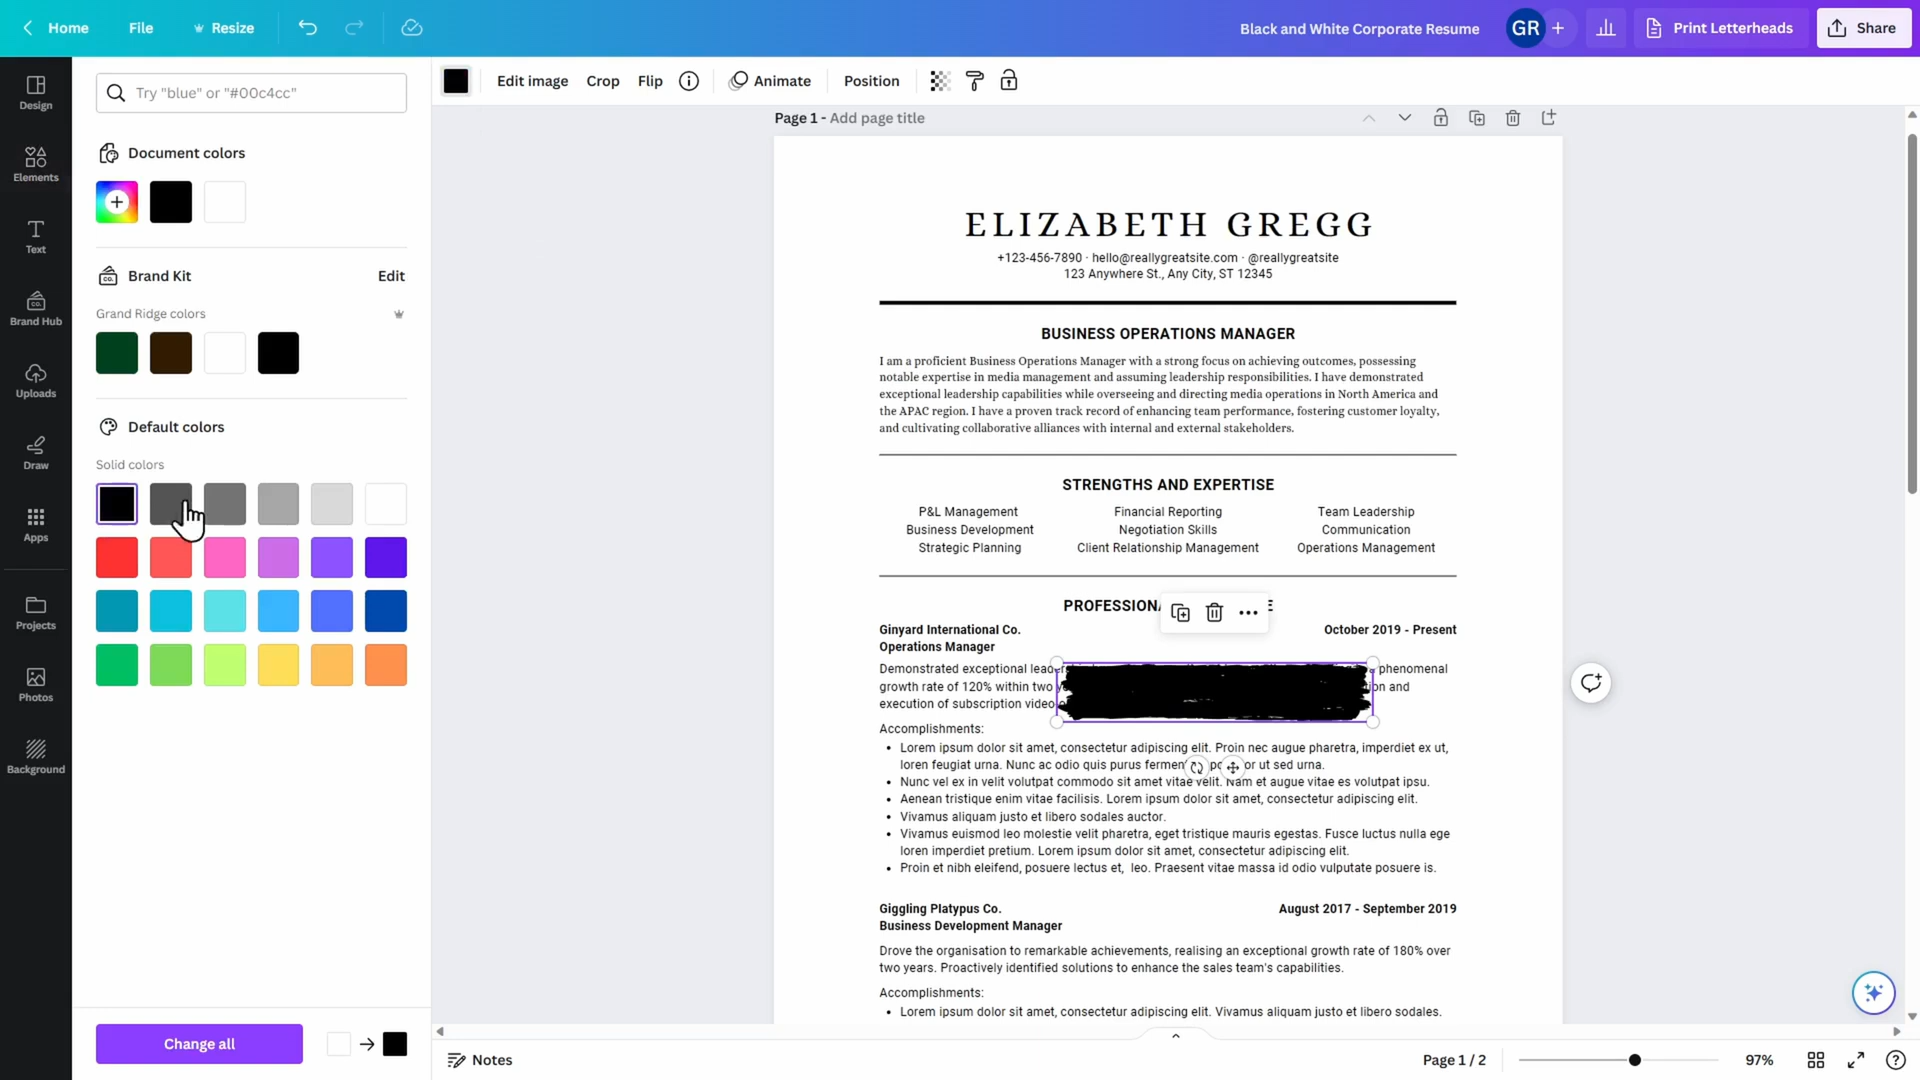 Home
File
Resize
Black and White Corporate Resume
GR
Print Letterheads
Share
Design
Elements
Text
Brand Hub
Uploads
Draw
Apps
Projects
Photos
Background
Try "blue" or "#00c4cc"
Document colors
Brand Kit
Edit
Grand Ridge colors
Default colors
Solid colors
Change all
Edit image
Crop
Flip
Animate
Position
Page 1 - Add page title
ELIZABETH GREGG
+123-456-7890 · hello@reallygreatsite.com · @reallygreatsite
123 Anywhere St., Any City, ST 12345
BUSINESS OPERATIONS MANAGER
I am a proficient Business Operations Manager with a strong focus on achieving outcomes, possessing
notable expertise in media management and assuming leadership responsibilities. I have demonstrated
exceptional leadership capabilities while overseeing and directing media operations in North America and
the APAC region. I have a proven track record of enhancing team performance, fostering customer loyalty,
and cultivating collaborative alliances with internal and external stakeholders.
STRENGTHS AND EXPERTISE
P&L Management
Business Development
Strategic Planning
Financial Reporting
Negotiation Skills
Client Relationship Management
Team Leadership
Communication
Operations Management
Ginyard International Co.
October 2019 - Present
Operations Manager
Demonstrated exceptional phenomenal
growth rate of 120% within two and
execution of subscription video
Accomplishments:
• Lorem ipsum dolor sit amet, consectetur adipiscing elit. Proin nec augue pharetra, imperdiet ex ut,
loren feugiat urna. Nunc ac odio quis purus or ut sed urna.
• Nunc vel ex in velit volutpat commodo sit amet vitae velit. Nam et augue vitae es volutpat ipsu.
• Aenean tristique enim vitae facilisis. Lorem ipsum dolor sit amet, consectetur adipiscing elit.
• Vivamus aliquam justo et libero sodales auctor.
• Vivamus euismod leo molestie velit pharetra, eget tristique mauris egestas. Fusce luctus nulla ege
loren imperdiet pretium. Lorem ipsum dolor sit amet, consectetur adipiscing elit.
• Proin et nibh eleifend, posuere lectus et, leo. Praesent vitae massa id odio vulputate posuere is.
Giggling Platypus Co.
August 2017 - September 2019
Business Development Manager
Drove the organisation to remarkable achievements, realising an exceptional growth rate of 180% over
two years. Proactively identified solutions to enhance the sales team's capabilities.
Accomplishments:
• Lorem ipsum dolor sit amet, consectetur adipiscing elit. Vivamus aliquam justo et libero sodales.
Notes
Page 1 / 2
97%